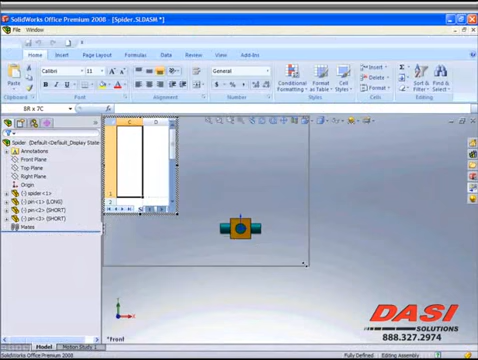 SolidWorks Office Premium 2008 - [Spider.SLDASM *]
File Window
Home Insert Page Layout Formulas Data Review View Add-Ins
Calibri 11 General
Paste
Conditional Formatting Format as Table Cell Styles
Insert Delete Format
Sort & Filter Find & Select
Clipboard Font Alignment Number Styles Cells Editing
8R x 7C
C D
1
2
Spider (Default<Default_Display State
Annotations
Front Plane
Top Plane
Right Plane
Origin
(-) spider<1>
(-) pin<1> (LONG)
(-) pin<2> (SHORT)
(-) pin<3> (SHORT)
Mates
*Front
DASI
SOLUTIONS
888.327.2974
Model Motion Study 1
SolidWorks Office Premium 2008 Fully Defined Editing Assembly